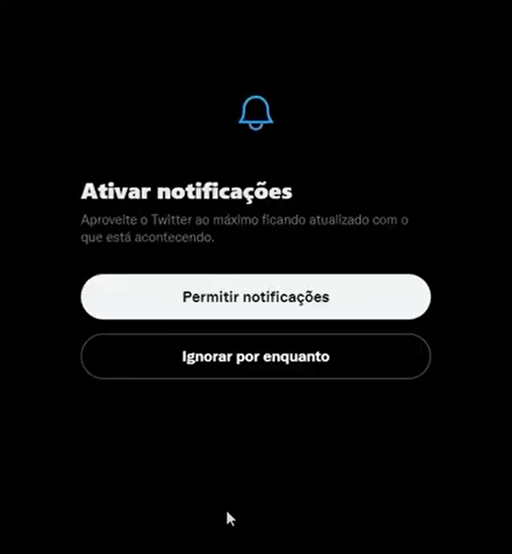 Ativar notificações
Aproveite o Twitter ao máximo ficando atualizado com o
que está acontecendo.
Permitir notificações
Ignorar por enquanto